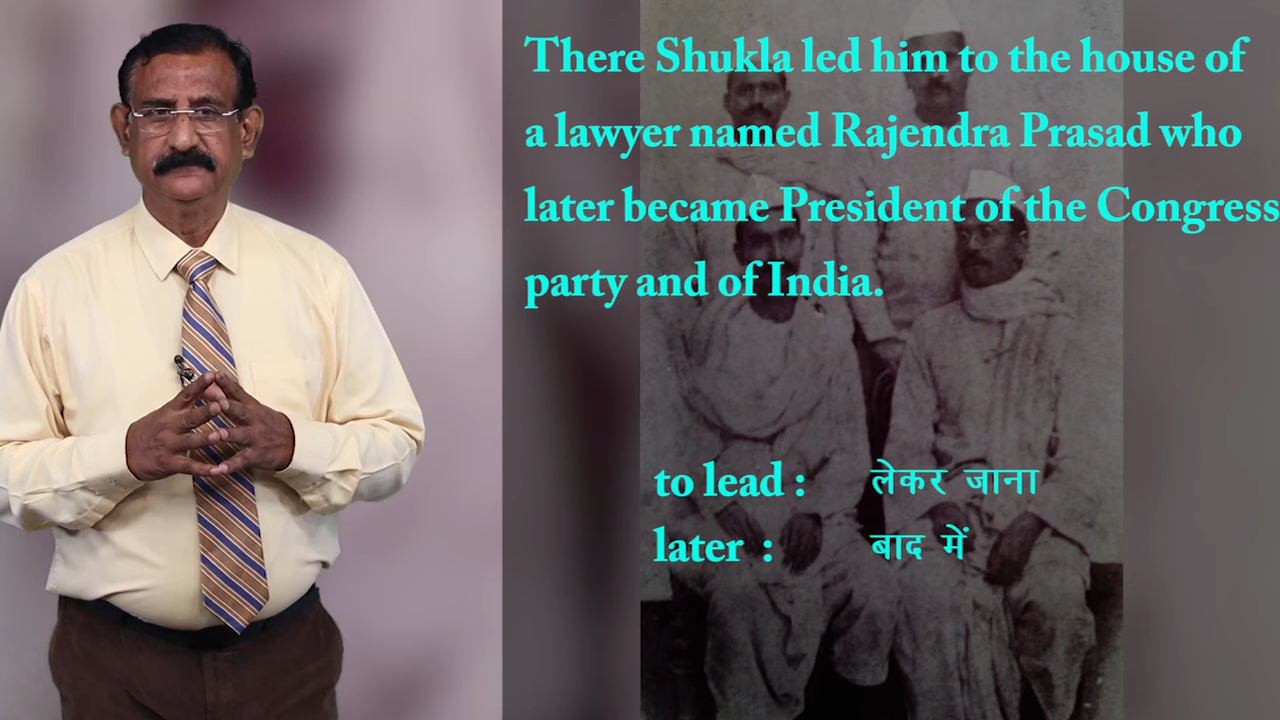 There Shukla led him to the house of
a lawyer named Rajendra Prasad who
later became President of the Congress
party and of India.
to lead : लेकर जाना
later : बाद में